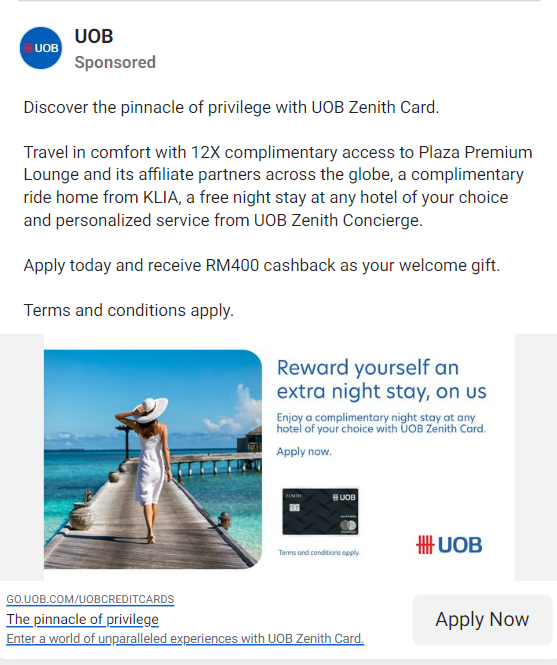 UOB
UOB
Sponsored
Discover the pinnacle of privilege with UOB Zenith Card.
Travel in comfort with 12X complimentary access to Plaza Premium
Lounge and its affiliate partners across the globe, a complimentary
ride home from KLIA, a free night stay at any hotel of your choice
and personalized service from UOB Zenith Concierge.
Apply today and receive RM400 cashback as your welcome gift.
Terms and conditions apply.
Reward yourself an
extra night stay, on us
Enjoy a complimentary night stay at any
hotel of your choice with UOB Zenith Card.
Apply now.
ZENITH
UOB
Terms and conditions apply.
UOB
GO.UOB.COM/UOBCREDITCARDS
The pinnacle of privilege
Enter a world of unparalleled experiences with UOB Zenith Card.
Apply Now